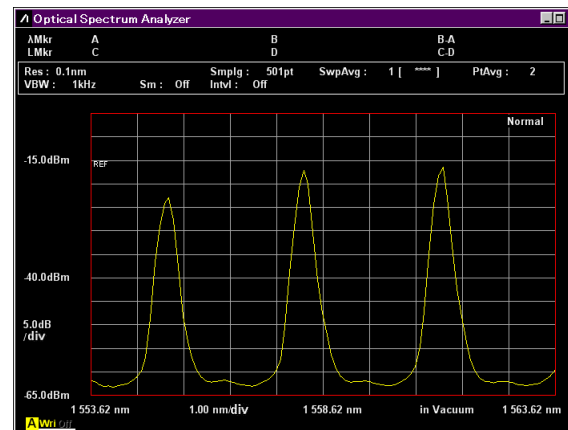 Optical Spectrum Analyzer
λMkr A B B-A
LMkr C D C-D
Res : 0.1nm Smplg : 501pt SwpAvg : 1 [ **** ] PtAvg : 2
VBW : 1kHz Sm : Off Intvl : Off
Normal
-15.0dBm
REF
-40.0dBm
5.0dB
/div
-65.0dBm
1 553.62 nm 1.00 nm/div 1 558.62 nm in Vacuum 1 563.62 nm
A Wri Off